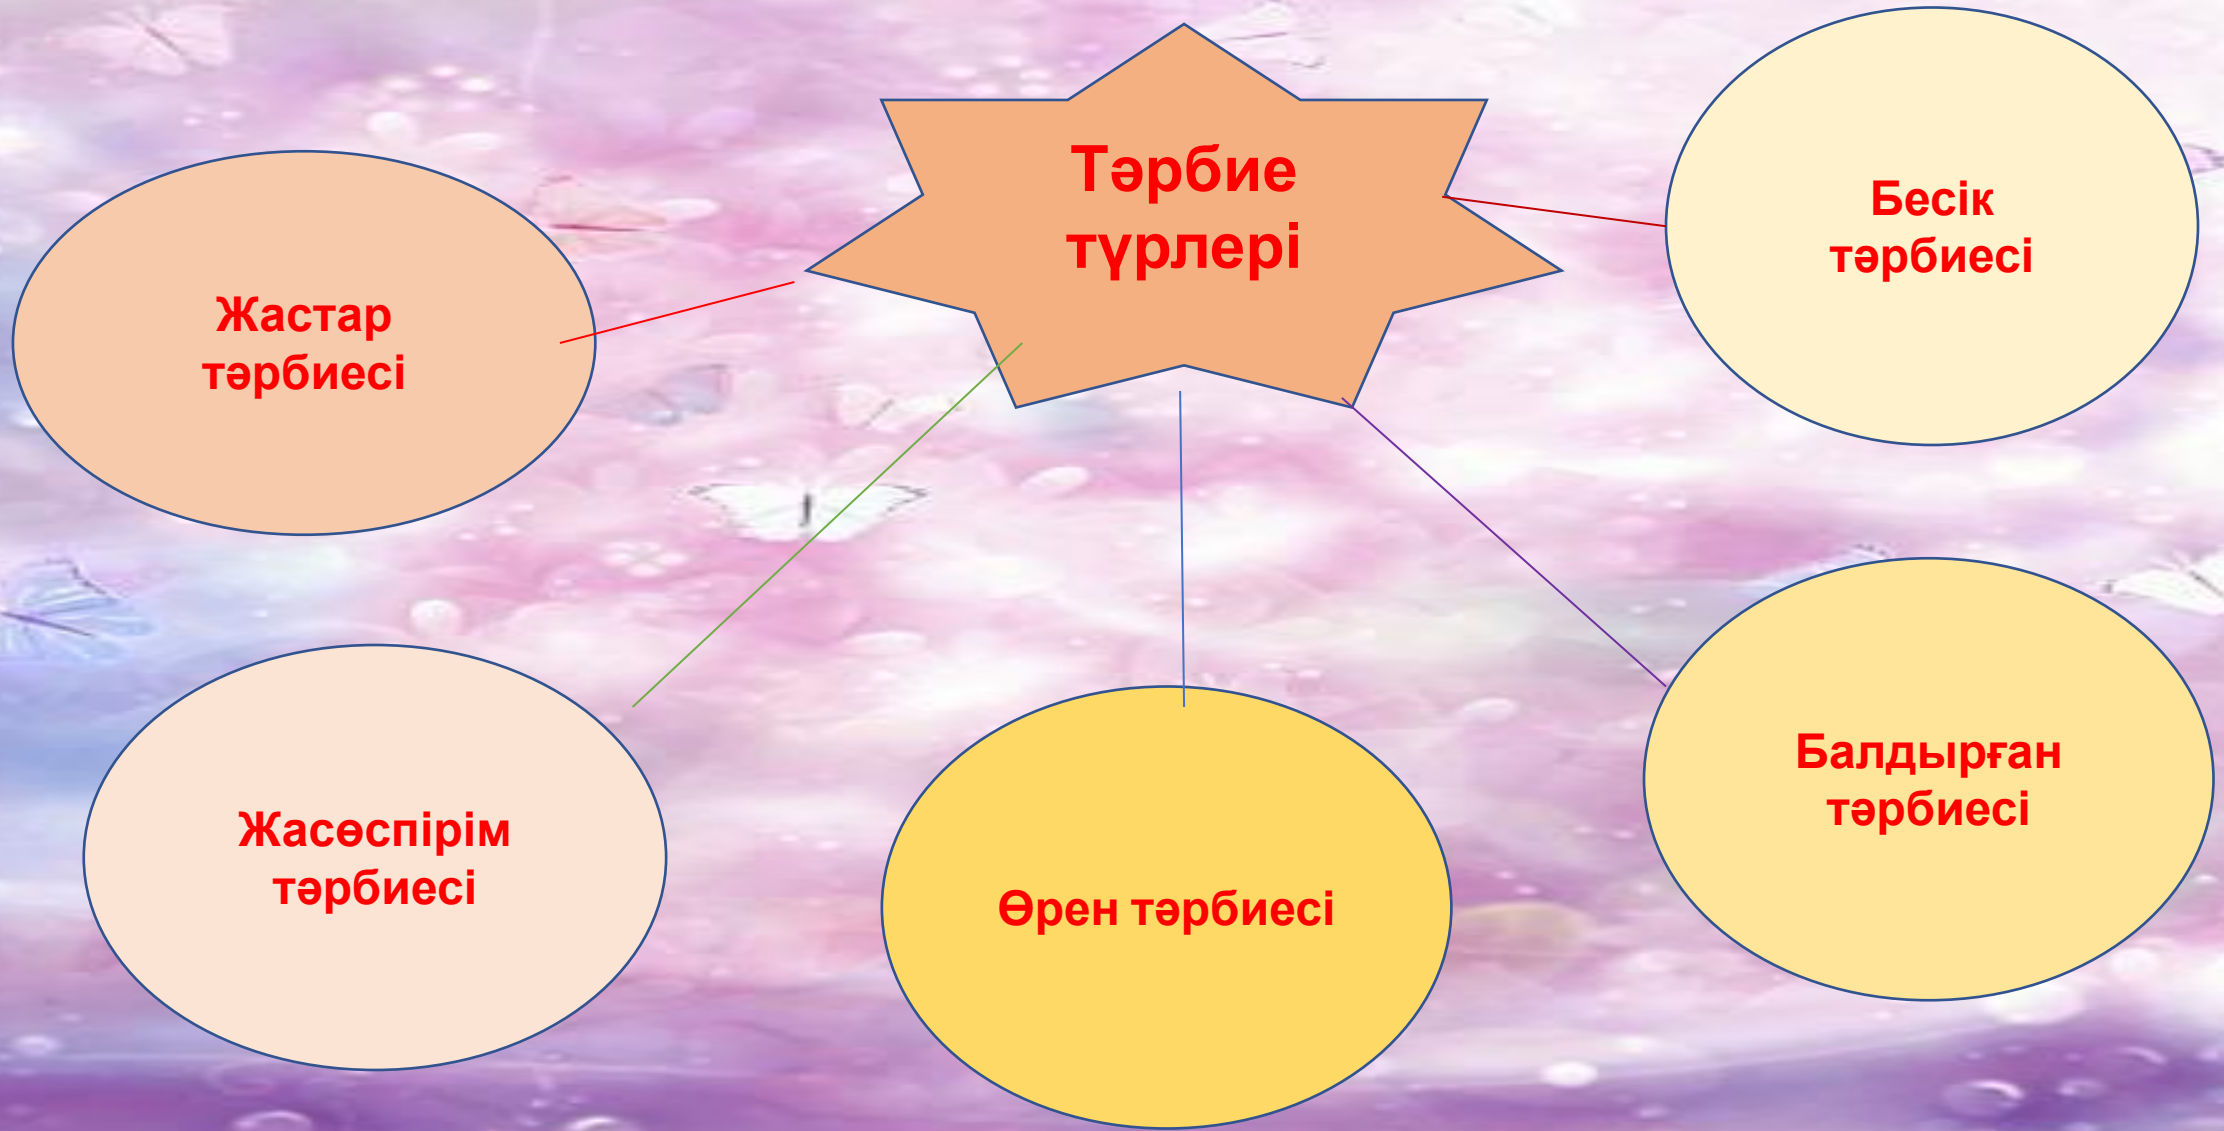 Тәрбие
түрлері
Бесік
тәрбиесі
Жастар
тәрбиесі
Балдырған
тәрбиесі
Жасөспірім
тәрбиесі
Өрен тәрбиесі